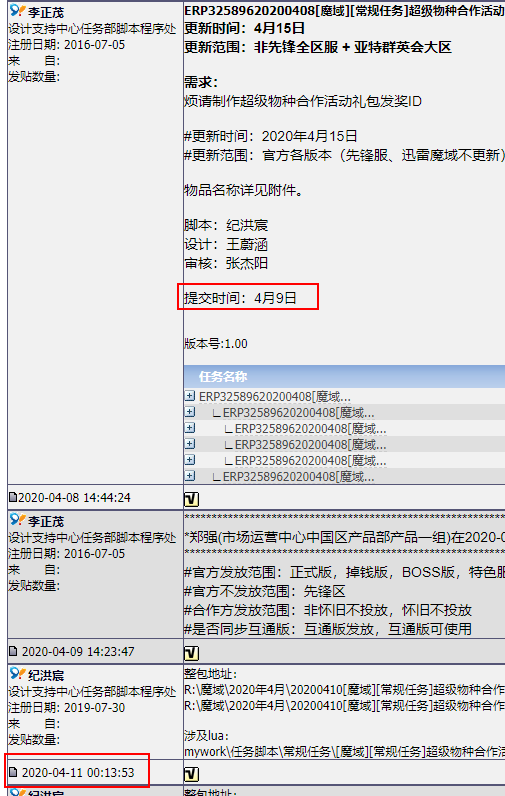 李正茂
设计支持中心任务部脚本程序处
注册日期: 2016-07-05
来　　自:
发贴数量:
ERP32589620200408[魔域][常规任务]超级物种合作活动
更新时间：4月15日
更新范围：非先锋全区服 + 亚特群英会大区
需求：
烦请制作超级物种合作活动礼包发奖ID
#更新时间：2020年4月15日
#更新范围：官方各版本（先锋服、迅雷魔域不更新）
物品名称详见附件。
脚本：纪洪宸
设计：王蔚涵
审核：张杰阳
提交时间：4月9日
版本号:1.00
任务名称
ERP32589620200408[魔域...
∟ERP32589620200408[魔域...
∟ERP32589620200408[魔域...
∟ERP32589620200408[魔域...
∟ERP32589620200408[魔域...
∟ERP32589620200408[魔域...
2020-04-08 14:44:24
李正茂
设计支持中心任务部脚本程序处
注册日期: 2016-07-05
来　　自:
发贴数量:
*郑强(市场运营中心中国区产品部产品一组)在2020-0
#官方发放范围：正式版，掉钱版，BOSS版，特色服
#官方不发放范围：先锋区
#合作方发放范围：非怀旧不投放，怀旧不投放
#是否同步互通版：互通版发放，互通版可使用
2020-04-09 14:23:47
纪洪宸
设计支持中心任务部脚本程序处
注册日期: 2019-07-30
来　　自:
发贴数量:
整包地址：
R:\魔域\2020年4月\20200410[魔域][常规任务]超级物种合作
R:\魔域\2020年4月\20200410[魔域][常规任务]超级物种合作
涉及lua：
mywork\任务脚本\常规任务\[魔域][常规任务]超级物种合作活
2020-04-11 00:13:53
纪洪宸